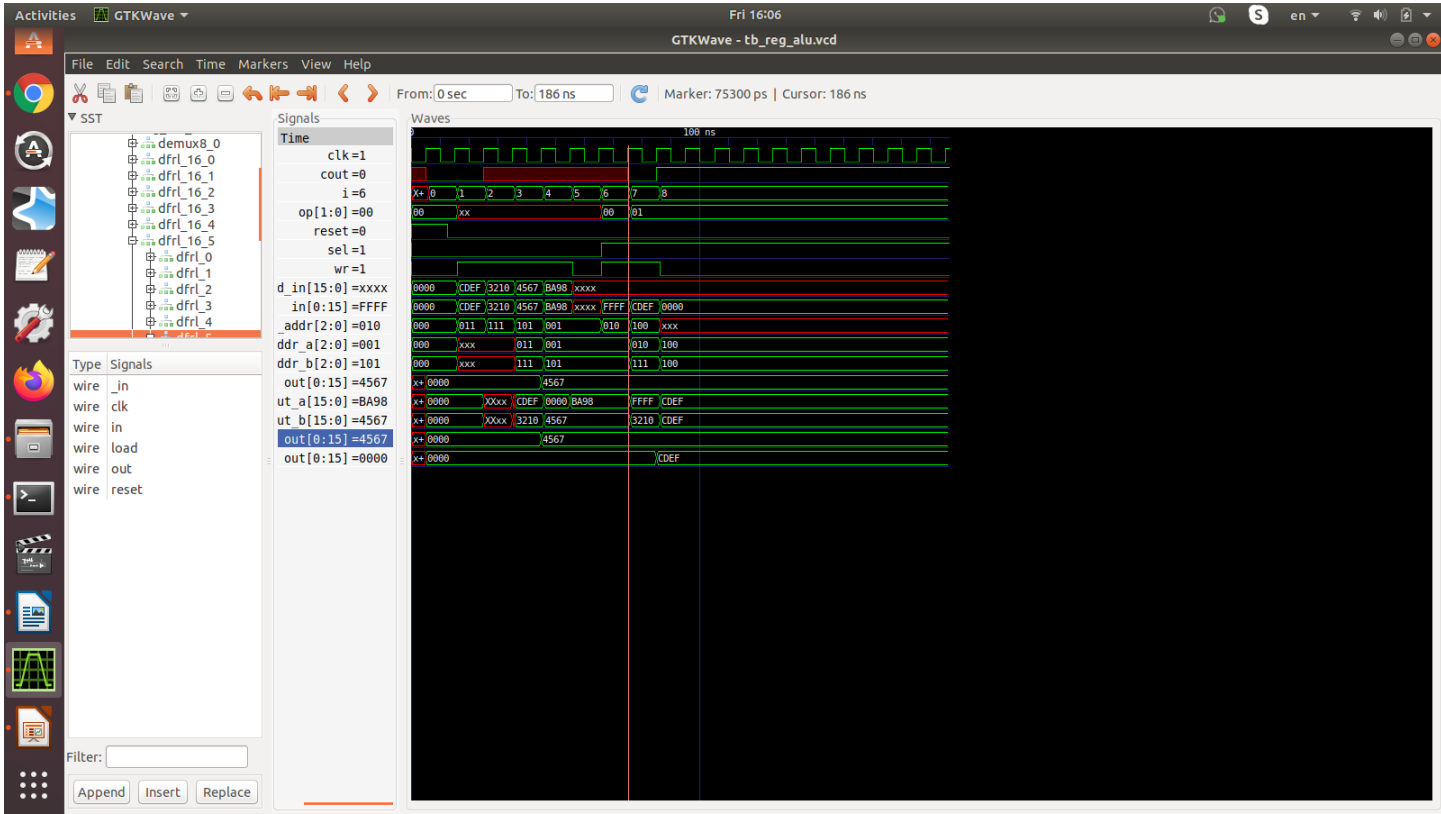 Activities GTKWave Fri 16:06 S en
GTKWave - tb_reg_alu.vcd
File Edit Search Time Markers View Help
From: 0 sec To: 186 ns Marker: 75300 ps | Cursor: 186 ns
SST
demux8_0
dfrl_16_0
dfrl_16_1
dfrl_16_2
dfrl_16_3
dfrl_16_4
dfrl_16_5
dfrl_0
dfrl_1
dfrl_2
dfrl_3
dfrl_4
Type Signals
wire _in
wire clk
wire in
wire load
wire out
wire reset
Filter:
Append Insert Replace
Signals
Time
clk =1
cout =0
i =6
op[1:0] =00
reset =0
sel =1
wr =1
d_in[15:0] =xxxx
in[0:15] =FFFF
_addr[2:0] =010
ddr_a[2:0] =001
ddr_b[2:0] =101
out[0:15] =4567
ut_a[15:0] =BA98
ut_b[15:0] =4567
out[0:15] =4567
out[0:15] =0000
Waves
100 ns
X+ 0 1 2 3 4 5 6 7 8
00 xx 00 01
0000 CDEF 3210 4567 BA98 xxxx
0000 CDEF 3210 4567 BA98 xxxx FFFF CDEF 0000
000 011 111 101 001 010 100 xxx
000 xxx 011 001 010 100
000 xxx 111 101 111 100
x+ 0000 4567
x+ 0000 XXxx CDEF 0000 BA98 FFFF CDEF
x+ 0000 XXxx 3210 4567 3210 CDEF
x+ 0000 4567
x+ 0000 CDEF